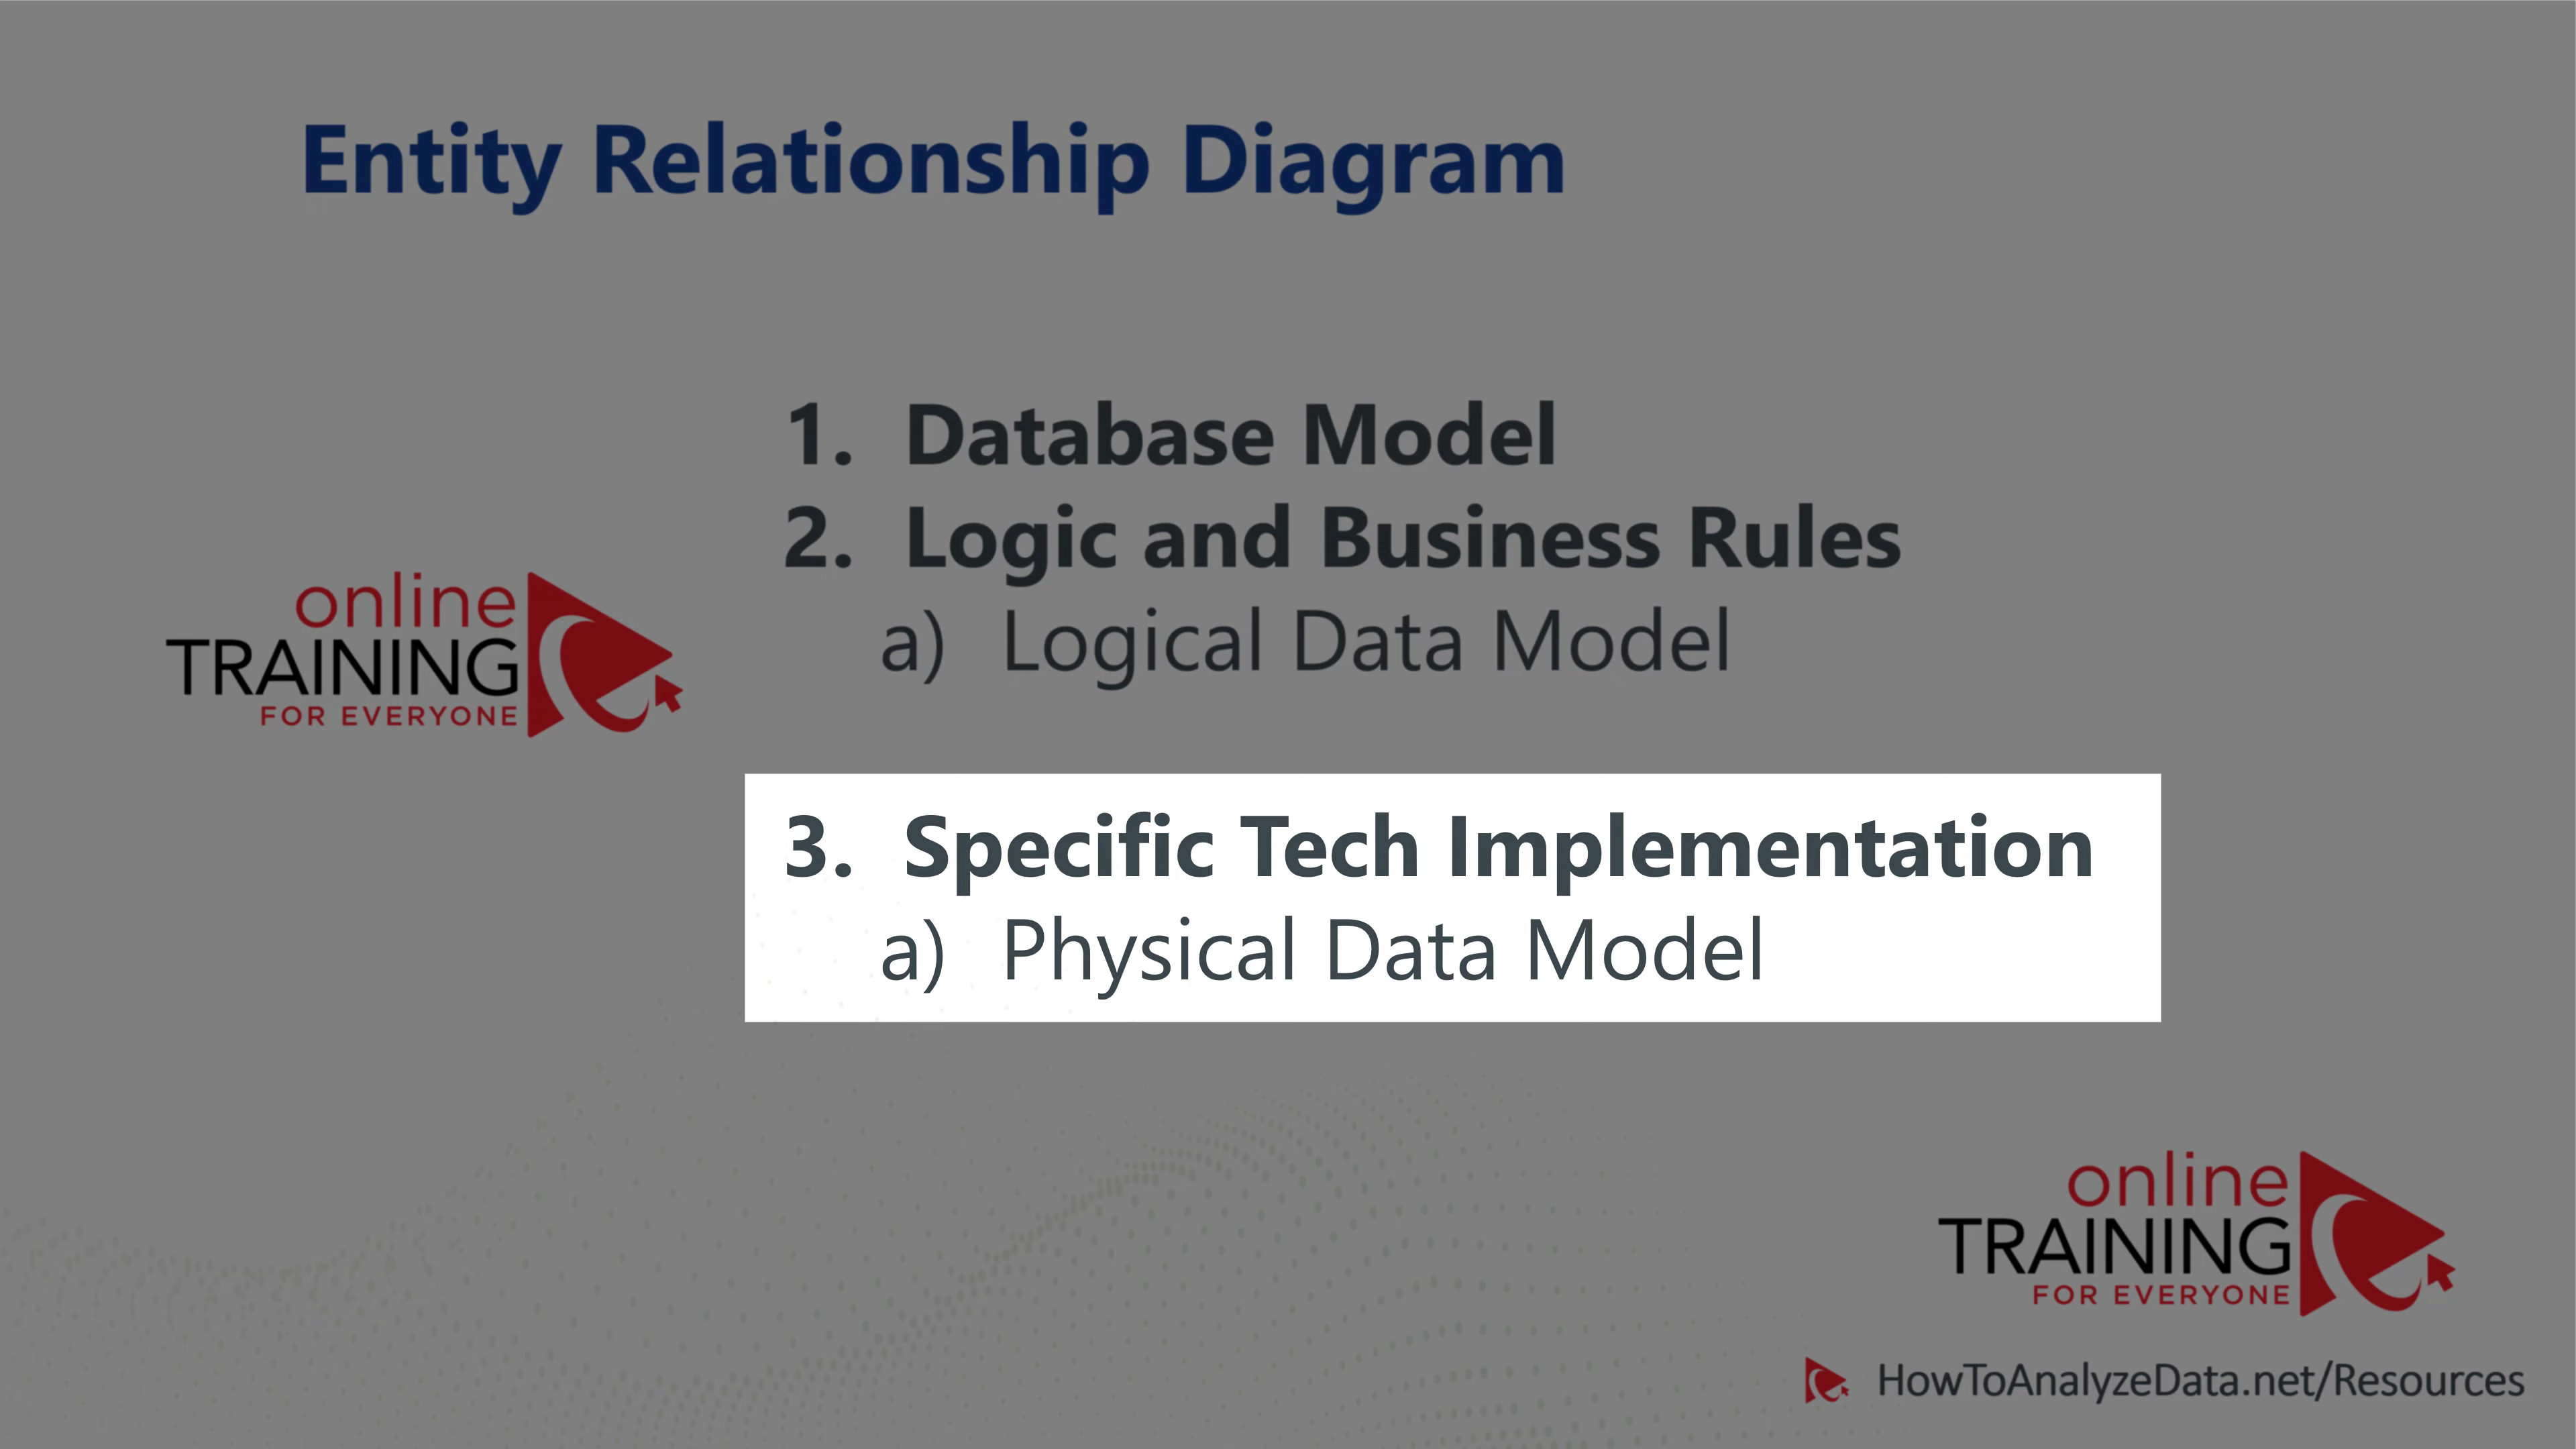 Entity Relationship Diagram
1. Database Model
2. Logic and Business Rules
a) Logical Data Model
online
TRAINING
FOR EVERYONE
3. Specific Tech Implementation
a) Physical Data Model
online
TRAINING
FOR EVERYONE
HowToAnalyzeData.net/Resources